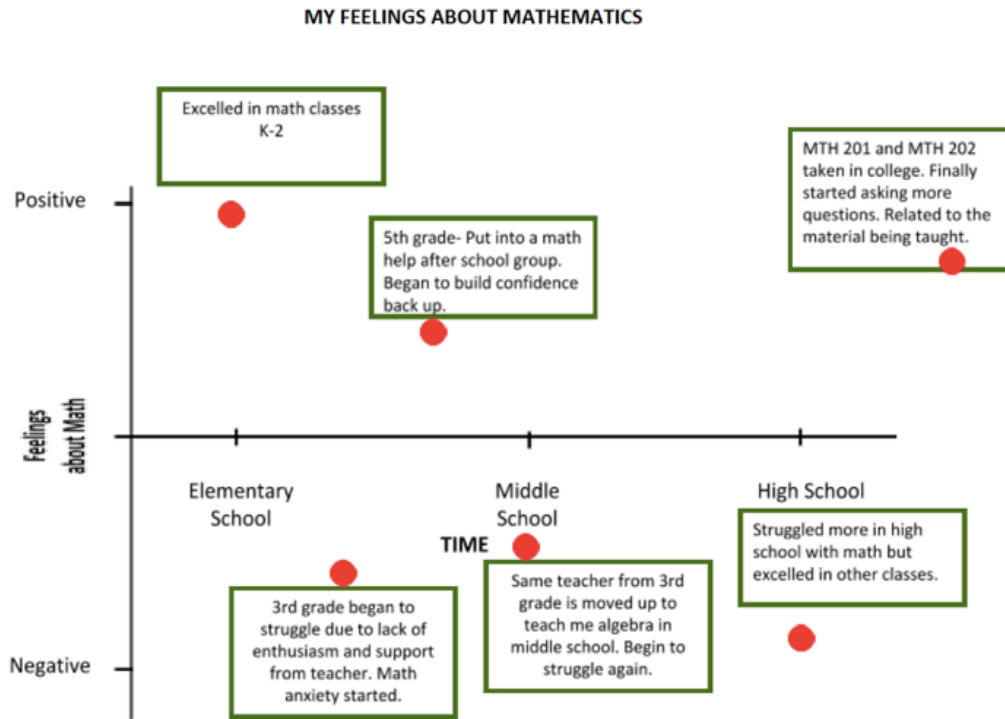 MY FEELINGS ABOUT MATHEMATICS
Excelled in math classes
K-2
MTH 201 and MTH 202
taken in college. Finally
started asking more
questions. Related to the
material being taught.
Positive
5th grade- Put into a math
help after school group.
Began to build confidence
back up.
Feelings
about Math
Elementary
School
Middle
School
High School
TIME
Struggled more in high
school with math but
excelled in other classes.
3rd grade began to
struggle due to lack of
enthusiasm and support
from teacher. Math
anxiety started.
Same teacher from 3rd
grade is moved up to
teach me algebra in
middle school. Begin to
struggle again.
Negative